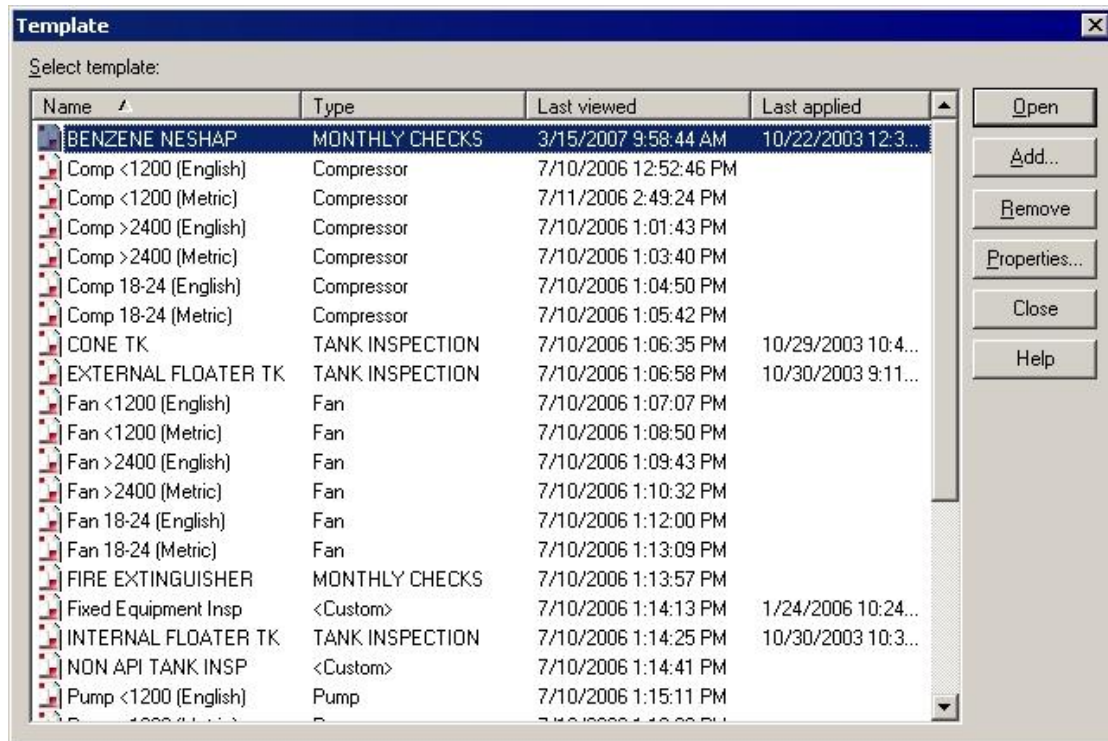 Template
Select template:
Name Type Last viewed Last applied
BENZENE NESHAP MONTHLY CHECKS 3/15/2007 9:58:44 AM 10/22/2003 12:3...
Comp <1200 (English) Compressor 7/10/2006 12:52:46 PM
Comp <1200 (Metric) Compressor 7/11/2006 2:49:24 PM
Comp >2400 (English) Compressor 7/10/2006 1:01:43 PM
Comp >2400 (Metric) Compressor 7/10/2006 1:03:40 PM
Comp 18-24 (English) Compressor 7/10/2006 1:04:50 PM
Comp 18-24 (Metric) Compressor 7/10/2006 1:05:42 PM
CONE TK TANK INSPECTION 7/10/2006 1:06:35 PM 10/29/2003 10:4...
EXTERNAL FLOATER TK TANK INSPECTION 7/10/2006 1:06:58 PM 10/30/2003 9:11...
Fan <1200 (English) Fan 7/10/2006 1:07:07 PM
Fan <1200 (Metric) Fan 7/10/2006 1:08:50 PM
Fan >2400 (English) Fan 7/10/2006 1:09:43 PM
Fan >2400 (Metric) Fan 7/10/2006 1:10:32 PM
Fan 18-24 (English) Fan 7/10/2006 1:12:00 PM
Fan 18-24 (Metric) Fan 7/10/2006 1:13:09 PM
FIRE EXTINGUISHER MONTHLY CHECKS 7/10/2006 1:13:57 PM
Fixed Equipment Insp <Custom> 7/10/2006 1:14:13 PM 1/24/2006 10:24...
INTERNAL FLOATER TK TANK INSPECTION 7/10/2006 1:14:25 PM 10/30/2003 10:3...
NON API TANK INSP <Custom> 7/10/2006 1:14:41 PM
Pump <1200 (English) Pump 7/10/2006 1:15:11 PM
Open
Add...
Remove
Properties...
Close
Help